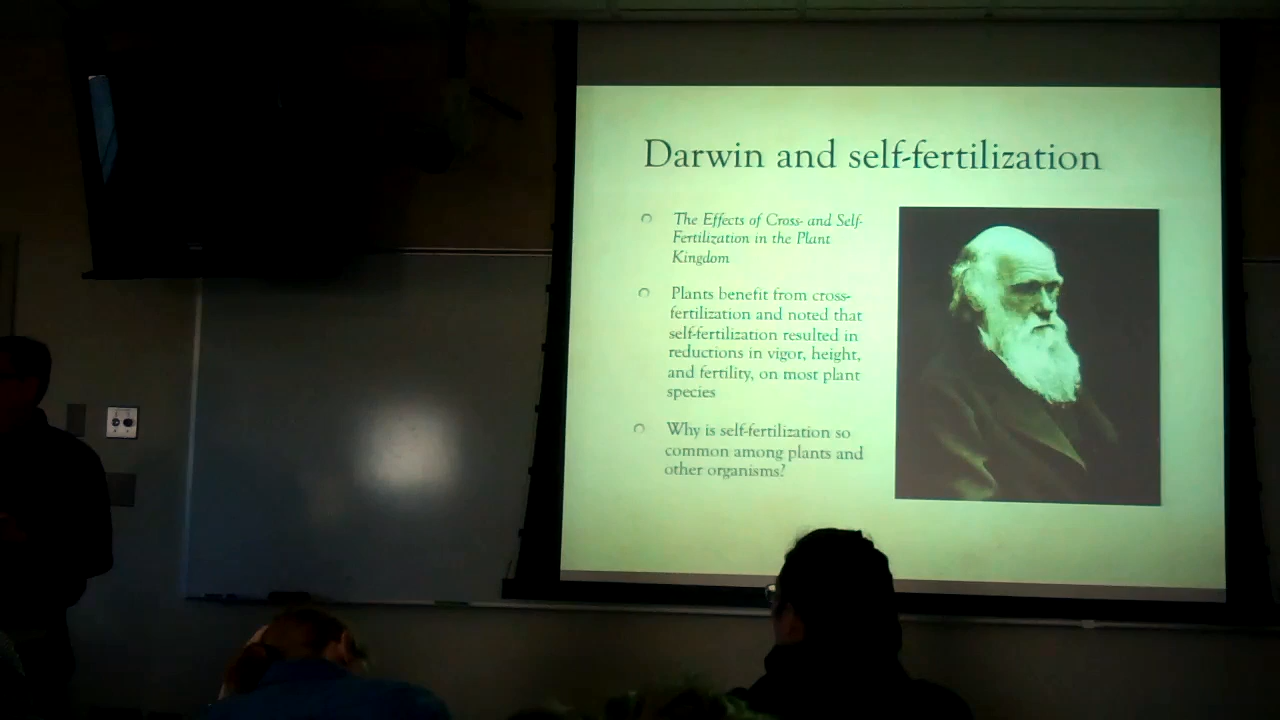 Darwin and self-fertilization
The Effects of Cross- and Self-
Fertilization in the Plant
Kingdom
Plants benefit from cross-
fertilization and noted that
self-fertilization resulted in
reductions in vigor, height,
and fertility, on most plant
species
Why is self-fertilization so
common among plants and
other organisms?